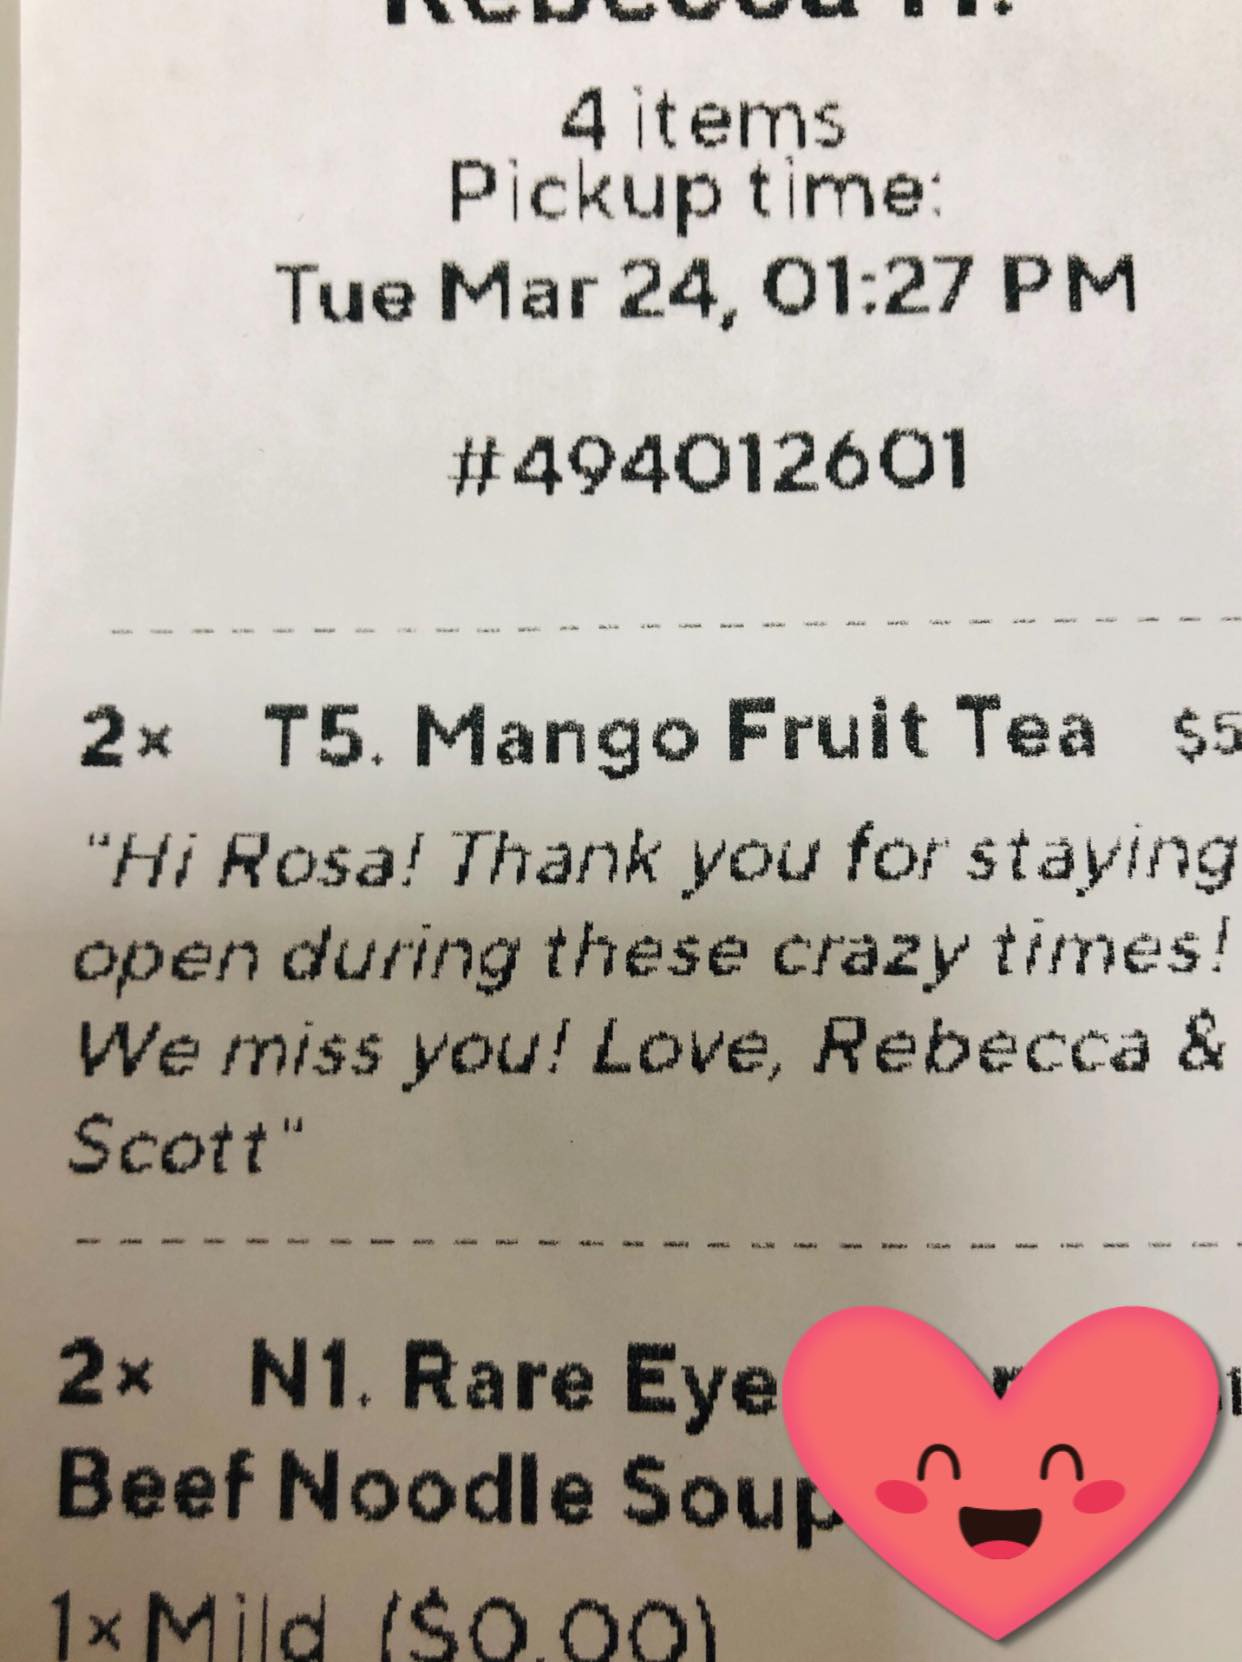 Rebecca H.
4 items
Pickup time:
Tue Mar 24, 01:27 PM
#494012601
2× T5. Mango Fruit Tea $5
"Hi Rosa! Thank you for staying
open during these crazy times!
We miss you! Love, Rebecca &
Scott"
2× N1. Rare Eye
Beef Noodle Soup
1× Mild ($0.00)